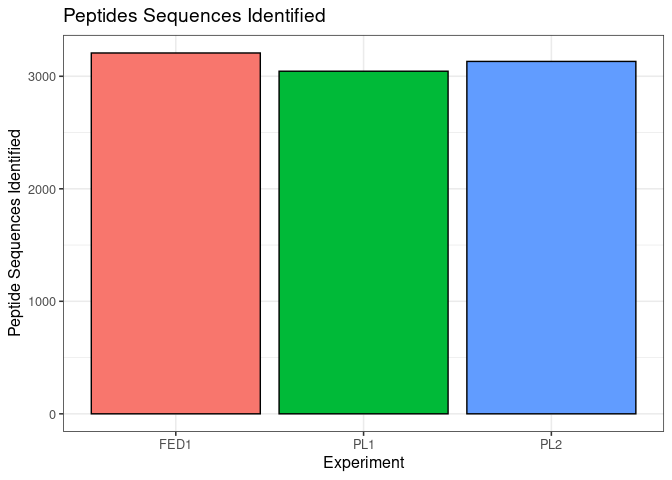 Peptides Sequences Identified
Peptide Sequences Identified
3000
2000
1000
0
FED1 PL1 PL2
Experiment